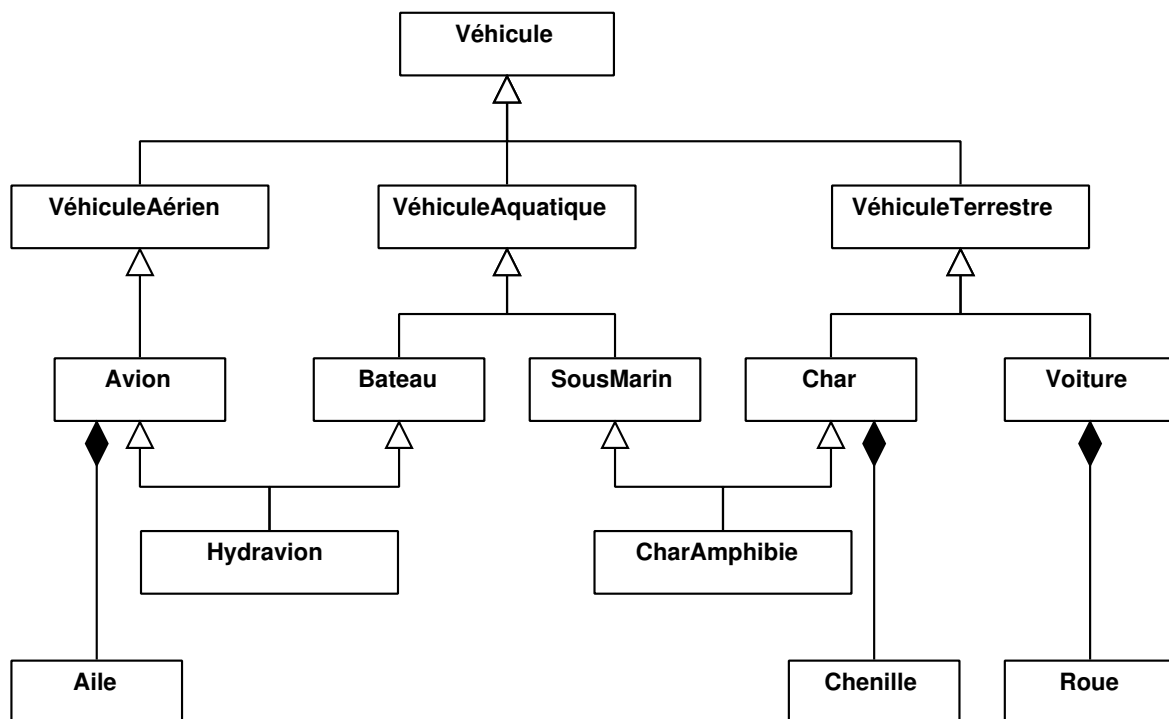 Véhicule
VéhiculeAérien
VéhiculeAquatique
VéhiculeTerrestre
Avion
Bateau
SousMarin
Char
Voiture
Hydravion
CharAmphibie
Aile
Chenille
Roue